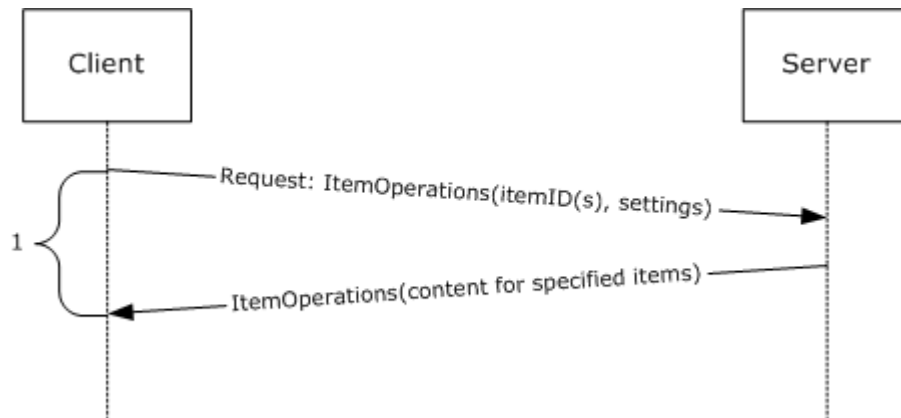 Client
Server
Request: ItemOperations(itemID(s), settings)
1
ItemOperations(content for specified items)